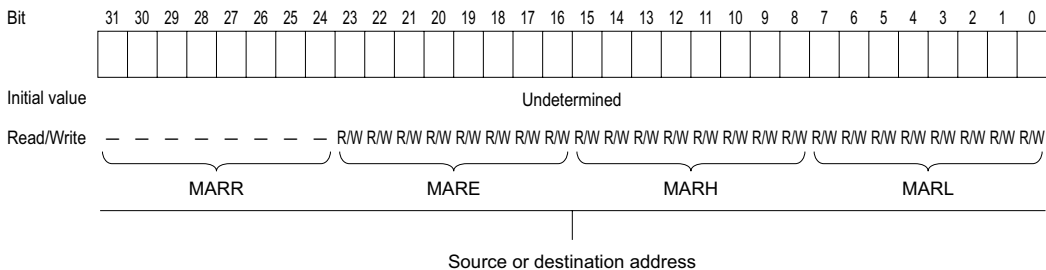 Bit 31 30 29 28 27 26 25 24 23 22 21 20 19 18 17 16 15 14 13 12 11 10 9 8 7 6 5 4 3 2 1 0
Initial value Undetermined
Read/Write — — — — — — — — R/W R/W R/W R/W R/W R/W R/W R/W R/W R/W R/W R/W R/W R/W R/W R/W R/W R/W R/W R/W R/W R/W R/W R/W
MARR MARE MARH MARL
Source or destination address